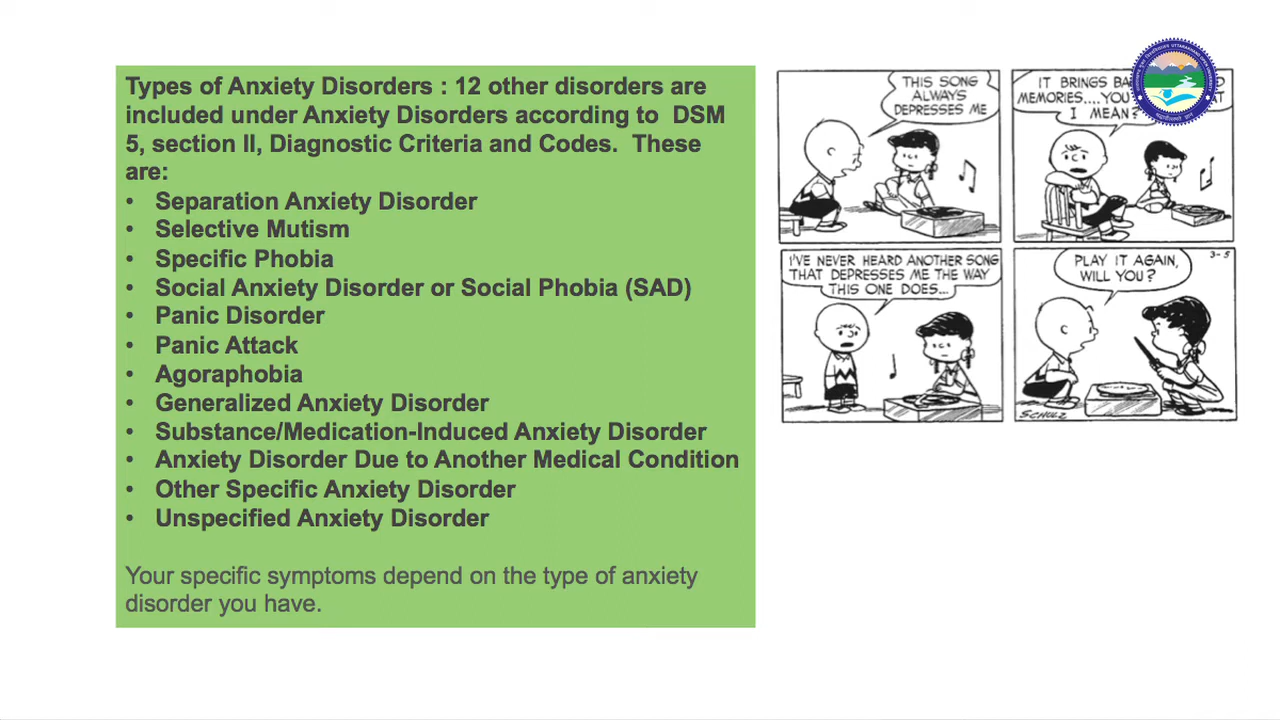 Types of Anxiety Disorders : 12 other disorders are
included under Anxiety Disorders according to DSM
5, section II, Diagnostic Criteria and Codes. These
are:
• Separation Anxiety Disorder
• Selective Mutism
• Specific Phobia
• Social Anxiety Disorder or Social Phobia (SAD)
• Panic Disorder
• Panic Attack
• Agoraphobia
• Generalized Anxiety Disorder
• Substance/Medication-Induced Anxiety Disorder
• Anxiety Disorder Due to Another Medical Condition
• Other Specific Anxiety Disorder
• Unspecified Anxiety Disorder
Your specific symptoms depend on the type of anxiety
disorder you have.
THIS SONG
ALWAYS
DEPRESSES ME
IT BRINGS
MEMORIES....YOU
I MEAN?
I'VE NEVER HEARD ANOTHER SONG
THAT DEPRESSES ME THE WAY
THIS ONE DOES...
PLAY IT AGAIN,
WILL YOU?
3-5
SCHULZ
UTTARAKHAND